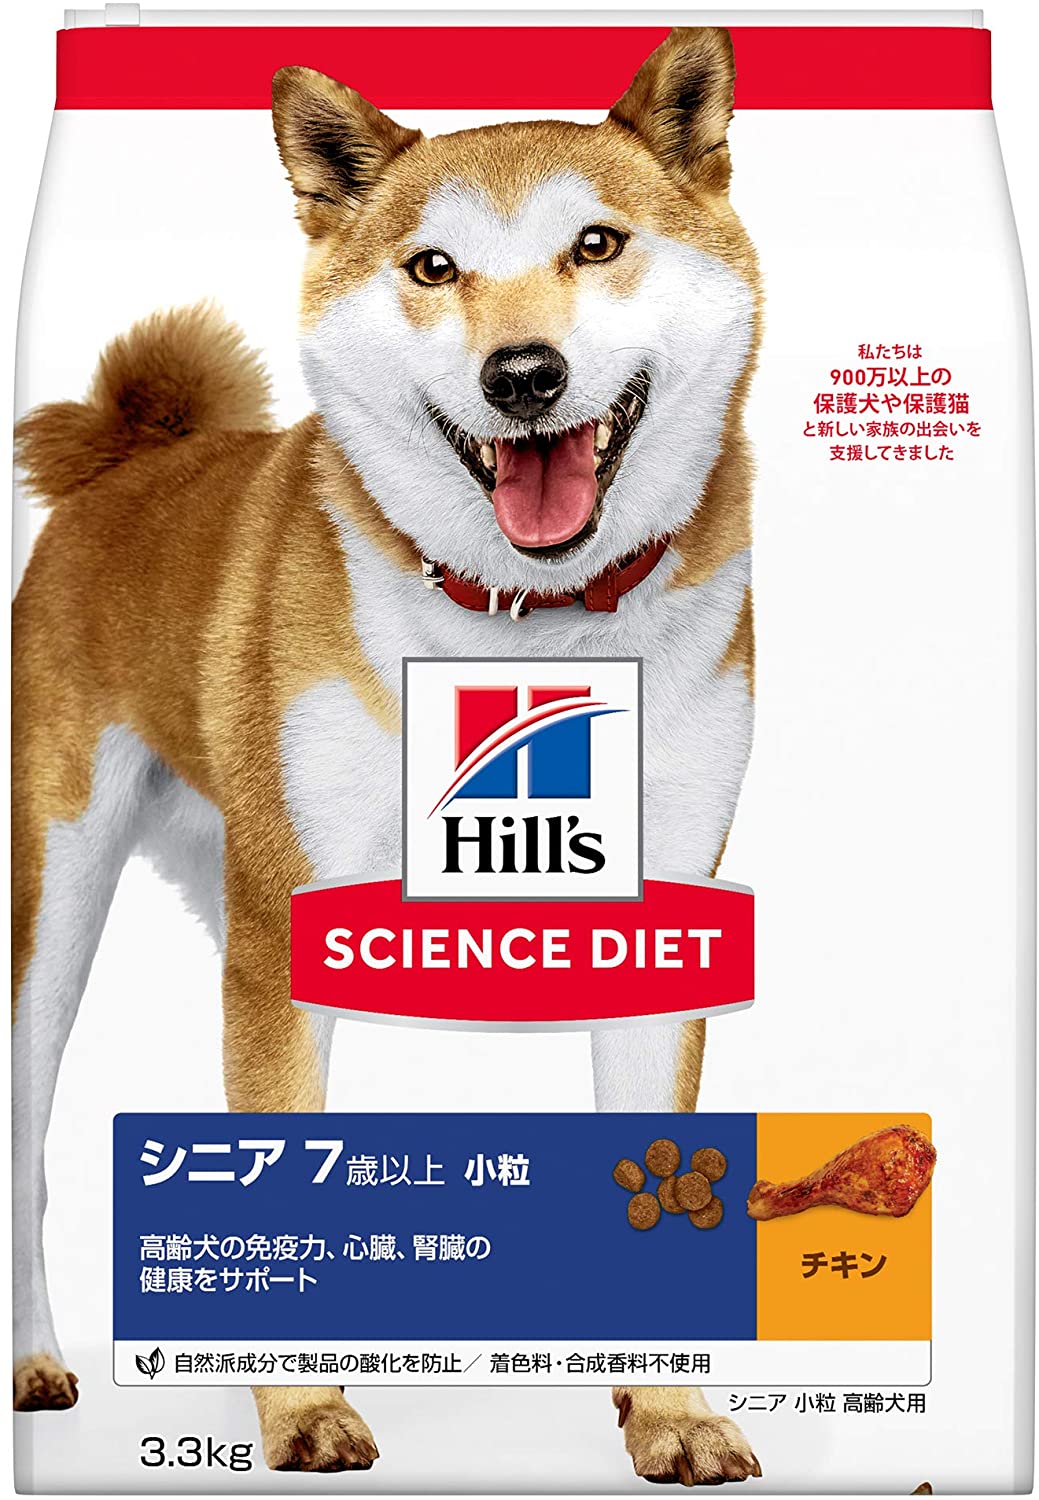 私たちは
900万以上の
保護犬や保護猫
と新しい家族の出会いを
支援してきました
Hill's
SCIENCE DIET
シニア 7歳以上 小粒
高齢犬の免疫力、心臓、腎臓の
健康をサポート
チキン
自然派成分で製品の酸化を防止/ 着色料・合成香料不使用
シニア 小粒 高齢犬用
3.3kg